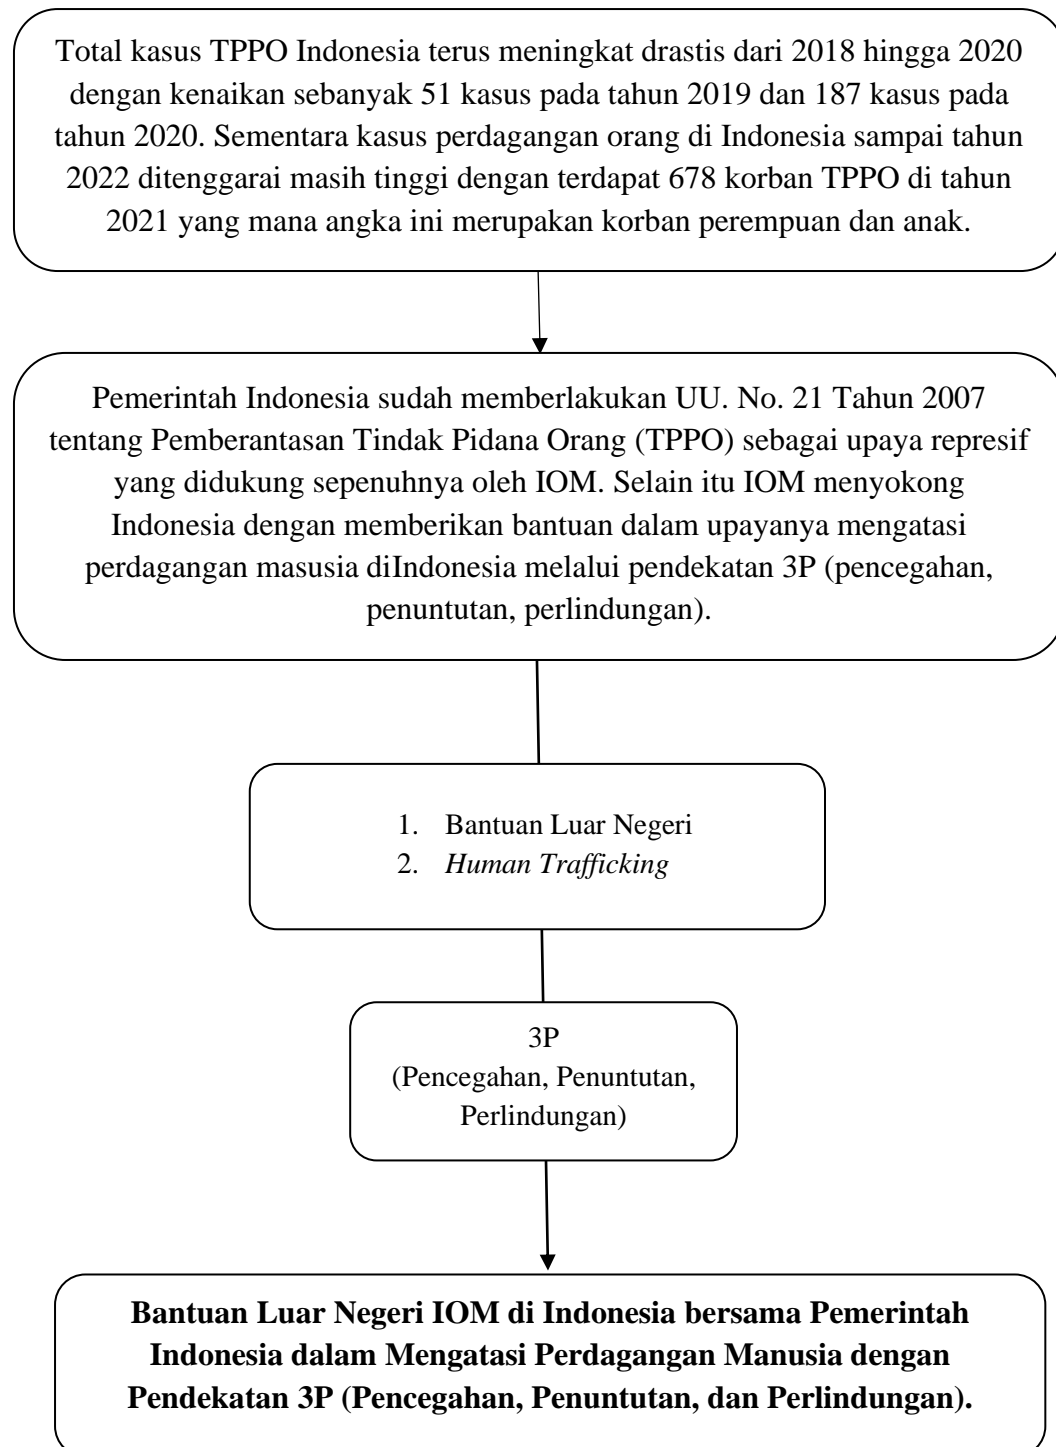 Total kasus TPPO Indonesia terus meningkat drastis dari 2018 hingga 2020
dengan kenaikan sebanyak 51 kasus pada tahun 2019 dan 187 kasus pada
tahun 2020. Sementara kasus perdagangan orang di Indonesia sampai tahun
2022 ditenggarai masih tinggi dengan terdapat 678 korban TPPO di tahun
2021 yang mana angka ini merupakan korban perempuan dan anak.
Pemerintah Indonesia sudah memberlakukan UU. No. 21 Tahun 2007
tentang Pemberantasan Tindak Pidana Orang (TPPO) sebagai upaya represif
yang didukung sepenuhnya oleh IOM. Selain itu IOM menyokong
Indonesia dengan memberikan bantuan dalam upayanya mengatasi
perdagangan masusia diIndonesia melalui pendekatan 3P (pencegahan,
penuntutan, perlindungan).
1. Bantuan Luar Negeri
2. Human Trafficking
3P
(Pencegahan, Penuntutan,
Perlindungan)
Bantuan Luar Negeri IOM di Indonesia bersama Pemerintah
Indonesia dalam Mengatasi Perdagangan Manusia dengan
Pendekatan 3P (Pencegahan, Penuntutan, dan Perlindungan).